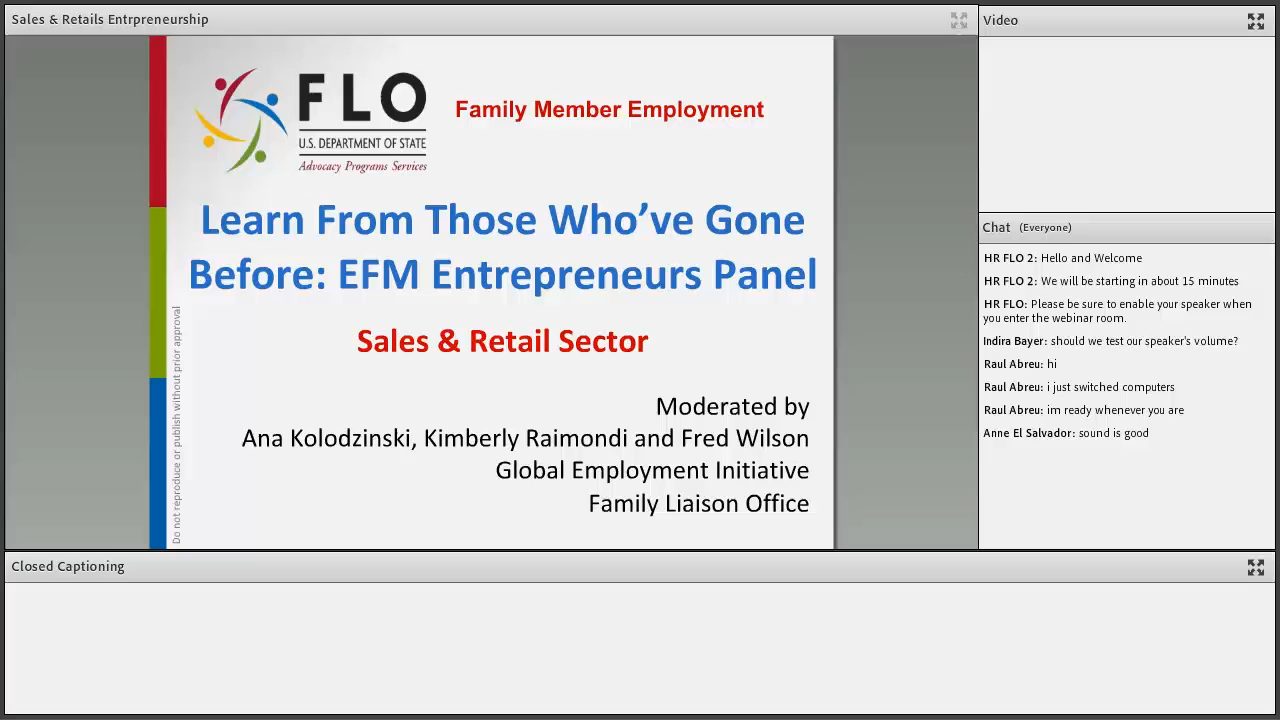 Sales & Retails Entrpreneurship
FLO
U.S. DEPARTMENT OF STATE
Advocacy Programs Services
Family Member Employment
Learn From Those Who’ve Gone
Before: EFM Entrepreneurs Panel
Sales & Retail Sector
Moderated by
Ana Kolodzinski, Kimberly Raimondi and Fred Wilson
Global Employment Initiative
Family Liaison Office
Do not reproduce or publish without prior approval
Video
Chat (Everyone)
HR FLO 2: Hello and Welcome
HR FLO 2: We will be starting in about 15 minutes
HR FLO: Please be sure to enable your speaker when
you enter the webinar room.
Indira Bayer: should we test our speaker's volume?
Raul Abreu: hi
Raul Abreu: i just switched computers
Raul Abreu: im ready whenever you are
Anne El Salvador: sound is good
Closed Captioning